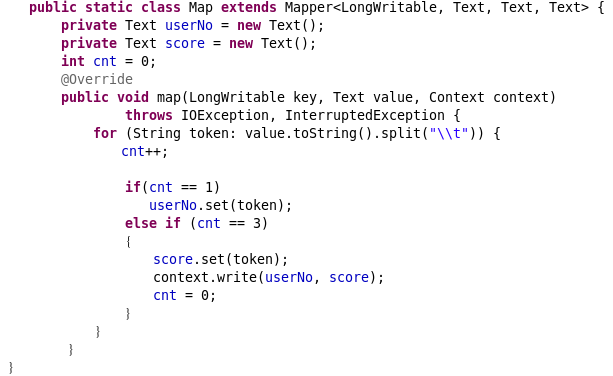 public static class Map extends Mapper<LongWritable, Text, Text, Text> {
private Text userNo = new Text();
private Text score = new Text();
int cnt = 0;
@Override
public void map(LongWritable key, Text value, Context context)
throws IOException, InterruptedException {
for (String token: value.toString().split("\\t")) {
cnt++;
if(cnt == 1)
userNo.set(token);
else if (cnt == 3)
{
score.set(token);
context.write(userNo, score);
cnt = 0;
}
}
}
}